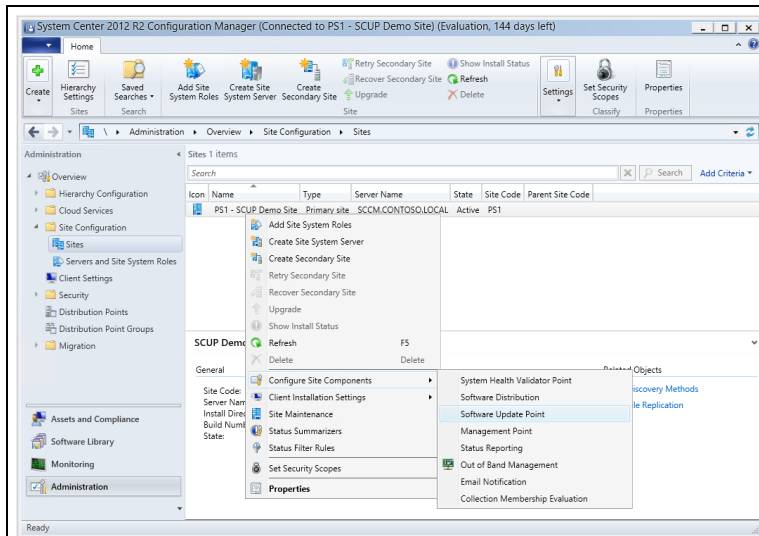 System Center 2012 R2 Configuration Manager (Connected to PS1 - SCUP Demo Site) (Evaluation, 144 days left)
Home
Create
Hierarchy Settings
Saved Searches
Add Site System Roles
Create Site System Server
Create Secondary Site
Retry Secondary Site
Recover Secondary Site
Upgrade
Show Install Status
Refresh
Delete
Settings
Set Security Scopes
Properties
Sites
Search
Site
Classify
Properties
\ Administration Overview Site Configuration Sites
Administration
Overview
Hierarchy Configuration
Cloud Services
Site Configuration
Sites
Servers and Site System Roles
Client Settings
Security
Distribution Points
Distribution Point Groups
Migration
Assets and Compliance
Software Library
Monitoring
Administration
Sites 1 items
Search
Search
Add Criteria
Icon Name Type Server Name State Site Code Parent Site Code
PS1 - SCUP Demo Site Primary site SCCM.CONTOSO.LOCAL Active PS1
Add Site System Roles
Create Site System Server
Create Secondary Site
Retry Secondary Site
Recover Secondary Site
Upgrade
Show Install Status
Refresh F5
Delete Delete
Configure Site Components
Client Installation Settings
Site Maintenance
Status Summarizers
Status Filter Rules
Set Security Scopes
Properties
System Health Validator Point
Software Distribution
Software Update Point
Management Point
Status Reporting
Out of Band Management
Email Notification
Collection Membership Evaluation
SCUP Demo
General
Site Code:
Server Nam
Install Direc
Build Numb
State:
Related Objects
iscovery Methods
le Replication
Ready